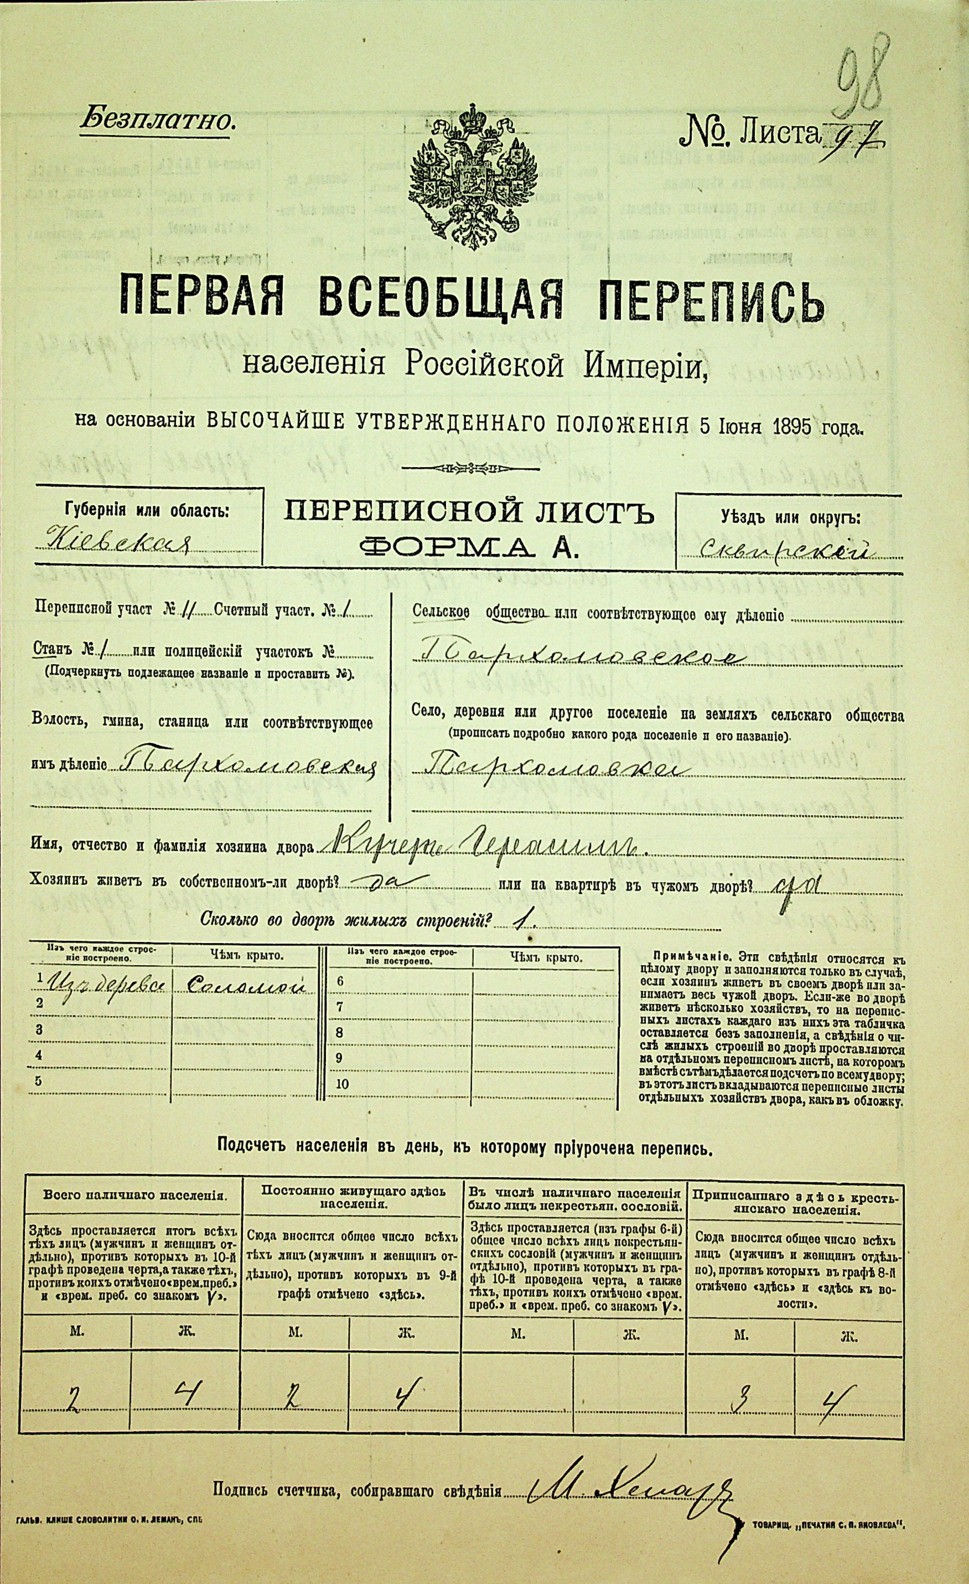 98
Безплатно.
№. Листа 97
ПЕРВАЯ ВСЕОБЩАЯ ПЕРЕПИСЬ
населенія Россійской Имперіи,
на основаніи ВЫСОЧАЙШЕ УТВЕРЖДЕННАГО ПОЛОЖЕНІЯ 5 Іюня 1895 года.
Губернія или область:
Кіевская
ПЕРЕПИСНОЙ ЛИСТЪ
ФОРМА А.
Уѣздъ или округъ:
Сквирскій
Переписной участ № 11 Счетный участ. № 1
Станъ № 1 или полицейскій участокъ №
(Подчеркнуть подлежащее названіе и проставить №).
Волость, гмина, станица или соотвѣтствующее
имъ дѣленіе Пархомовская
Сельское общество или соотвѣтствующее ему дѣленіе
Пархомовское
Село, деревня или другое поселеніе на земляхъ сельскаго общества
(прописать подробно какого рода поселеніе и его названіе).
Пархомовка
Имя, отчество и фамилія хозяина двора Кучеръ Герасимъ.
Хозяинъ живетъ въ собственномъ-ли дворѣ? да или на квартирѣ въ чужомъ дворѣ?
Сколько во дворѣ жилыхъ строеній? 1.
Изъ чего каждое строеніе построено. Чѣмъ крыто. Изъ чего каждое строеніе построено. Чѣмъ крыто.
1 Изъ дерева Соломой 6
2 7
3 8
4 9
5 10
Примѣчаніе. Эти свѣдѣнія относятся къ
цѣлому двору и заполняются только въ случаѣ,
если хозяинъ живетъ въ своемъ дворѣ или занимаетъ
весь чужой дворъ. Если-же во дворѣ
живетъ нѣсколько хозяйствъ, то на переписныхъ
листахъ каждаго изъ нихъ эта табличка
оставляется безъ заполненія, а свѣдѣнія о числѣ
жилыхъ строеній во дворѣ проставляются
на отдѣльномъ переписномъ листѣ, на которомъ
вмѣстѣ съ тѣмъ дѣлается подсчетъ по всему двору;
въ этотъ листъ вкладываются переписные листы
отдѣльныхъ хозяйствъ двора, какъ въ обложку.
Подсчетъ населенія въ день, къ которому пріурочена перепись.
Всего наличнаго населенія.
Здѣсь проставляется итогъ всѣхъ
тѣхъ лицъ (мужчинъ и женщинъ отдѣльно),
противъ которыхъ въ 10-й
графѣ проведена черта, а также тѣхъ,
противъ коихъ отмѣчено «врем. преб.»
и «врем. преб. со знакомъ V».
М. Ж.
2 4
Постоянно живущаго здѣсь
населенія.
Сюда вносится общее число всѣхъ
тѣхъ лицъ (мужчинъ и женщинъ отдѣльно),
противъ которыхъ въ 9-й
графѣ отмѣчено «здѣсь».
М. Ж.
2 4
Въ числѣ наличнаго населенія
было лицъ некрестьян. сословій.
Здѣсь проставляется (изъ графы 6-й)
общее число всѣхъ лицъ некрестьянскихъ
сословій (мужчинъ и женщинъ
отдѣльно), противъ которыхъ въ графѣ
10-й проведена черта, а также
тѣхъ, противъ коихъ отмѣчено «врем.
преб.» и «врем. преб. со знакомъ V».
М. Ж.
Приписаннаго здѣсь крестьянскаго
населенія.
Сюда вносится общее число всѣхъ
лицъ (мужчинъ и женщинъ отдѣльно),
противъ которыхъ въ графѣ 8-й
отмѣчено «здѣсь» и «здѣсь къ волости».
М. Ж.
3 4
Подпись счетчика, собиравшаго свѣдѣнія М.
ГАЛЬВ. КЛИШЕ СЛОВОЛИТНИ О. И. ЛЕМАНЪ, СПБ
ТОВАРИЩ. „ПЕЧАТНЯ С. П. ЯКОВЛЕВА“.